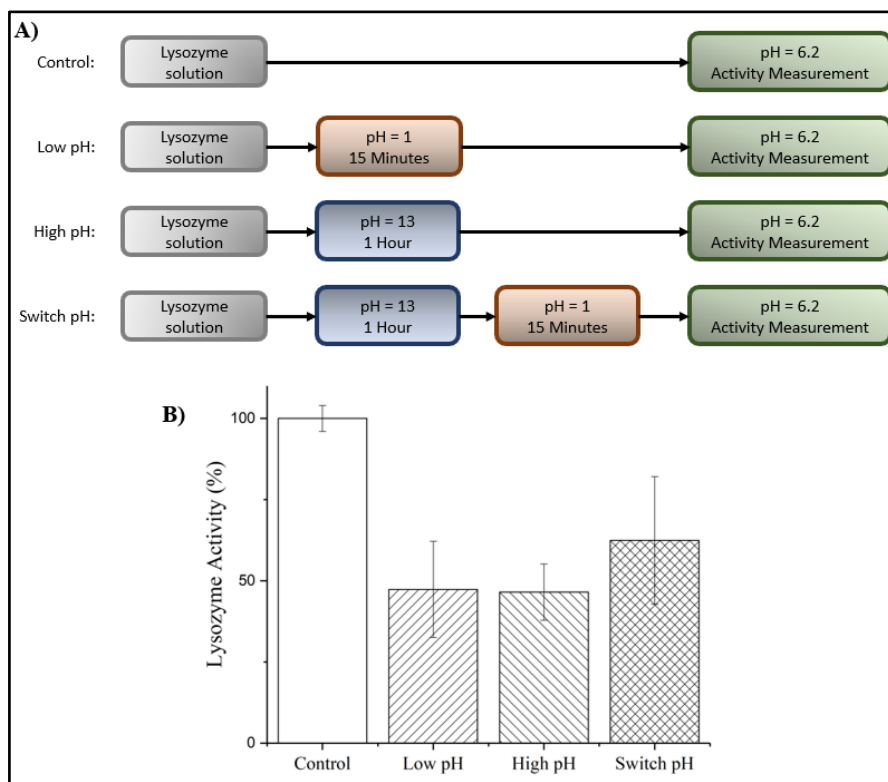 A)
Control:
Lysozyme
solution
pH = 6.2
Activity Measurement
Low pH:
Lysozyme
solution
pH = 1
15 Minutes
pH = 6.2
Activity Measurement
High pH:
Lysozyme
solution
pH = 13
1 Hour
pH = 6.2
Activity Measurement
Switch pH:
Lysozyme
solution
pH = 13
1 Hour
pH = 1
15 Minutes
pH = 6.2
Activity Measurement
B)
Lysozyme Activity (%)
100
50
0
Control
Low pH
High pH
Switch pH